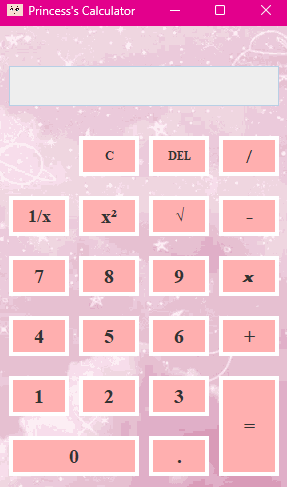 Princess's Calculator
C DEL /
1/x x² √ -
7 8 9 x
4 5 6 +
1 2 3
=
0 .